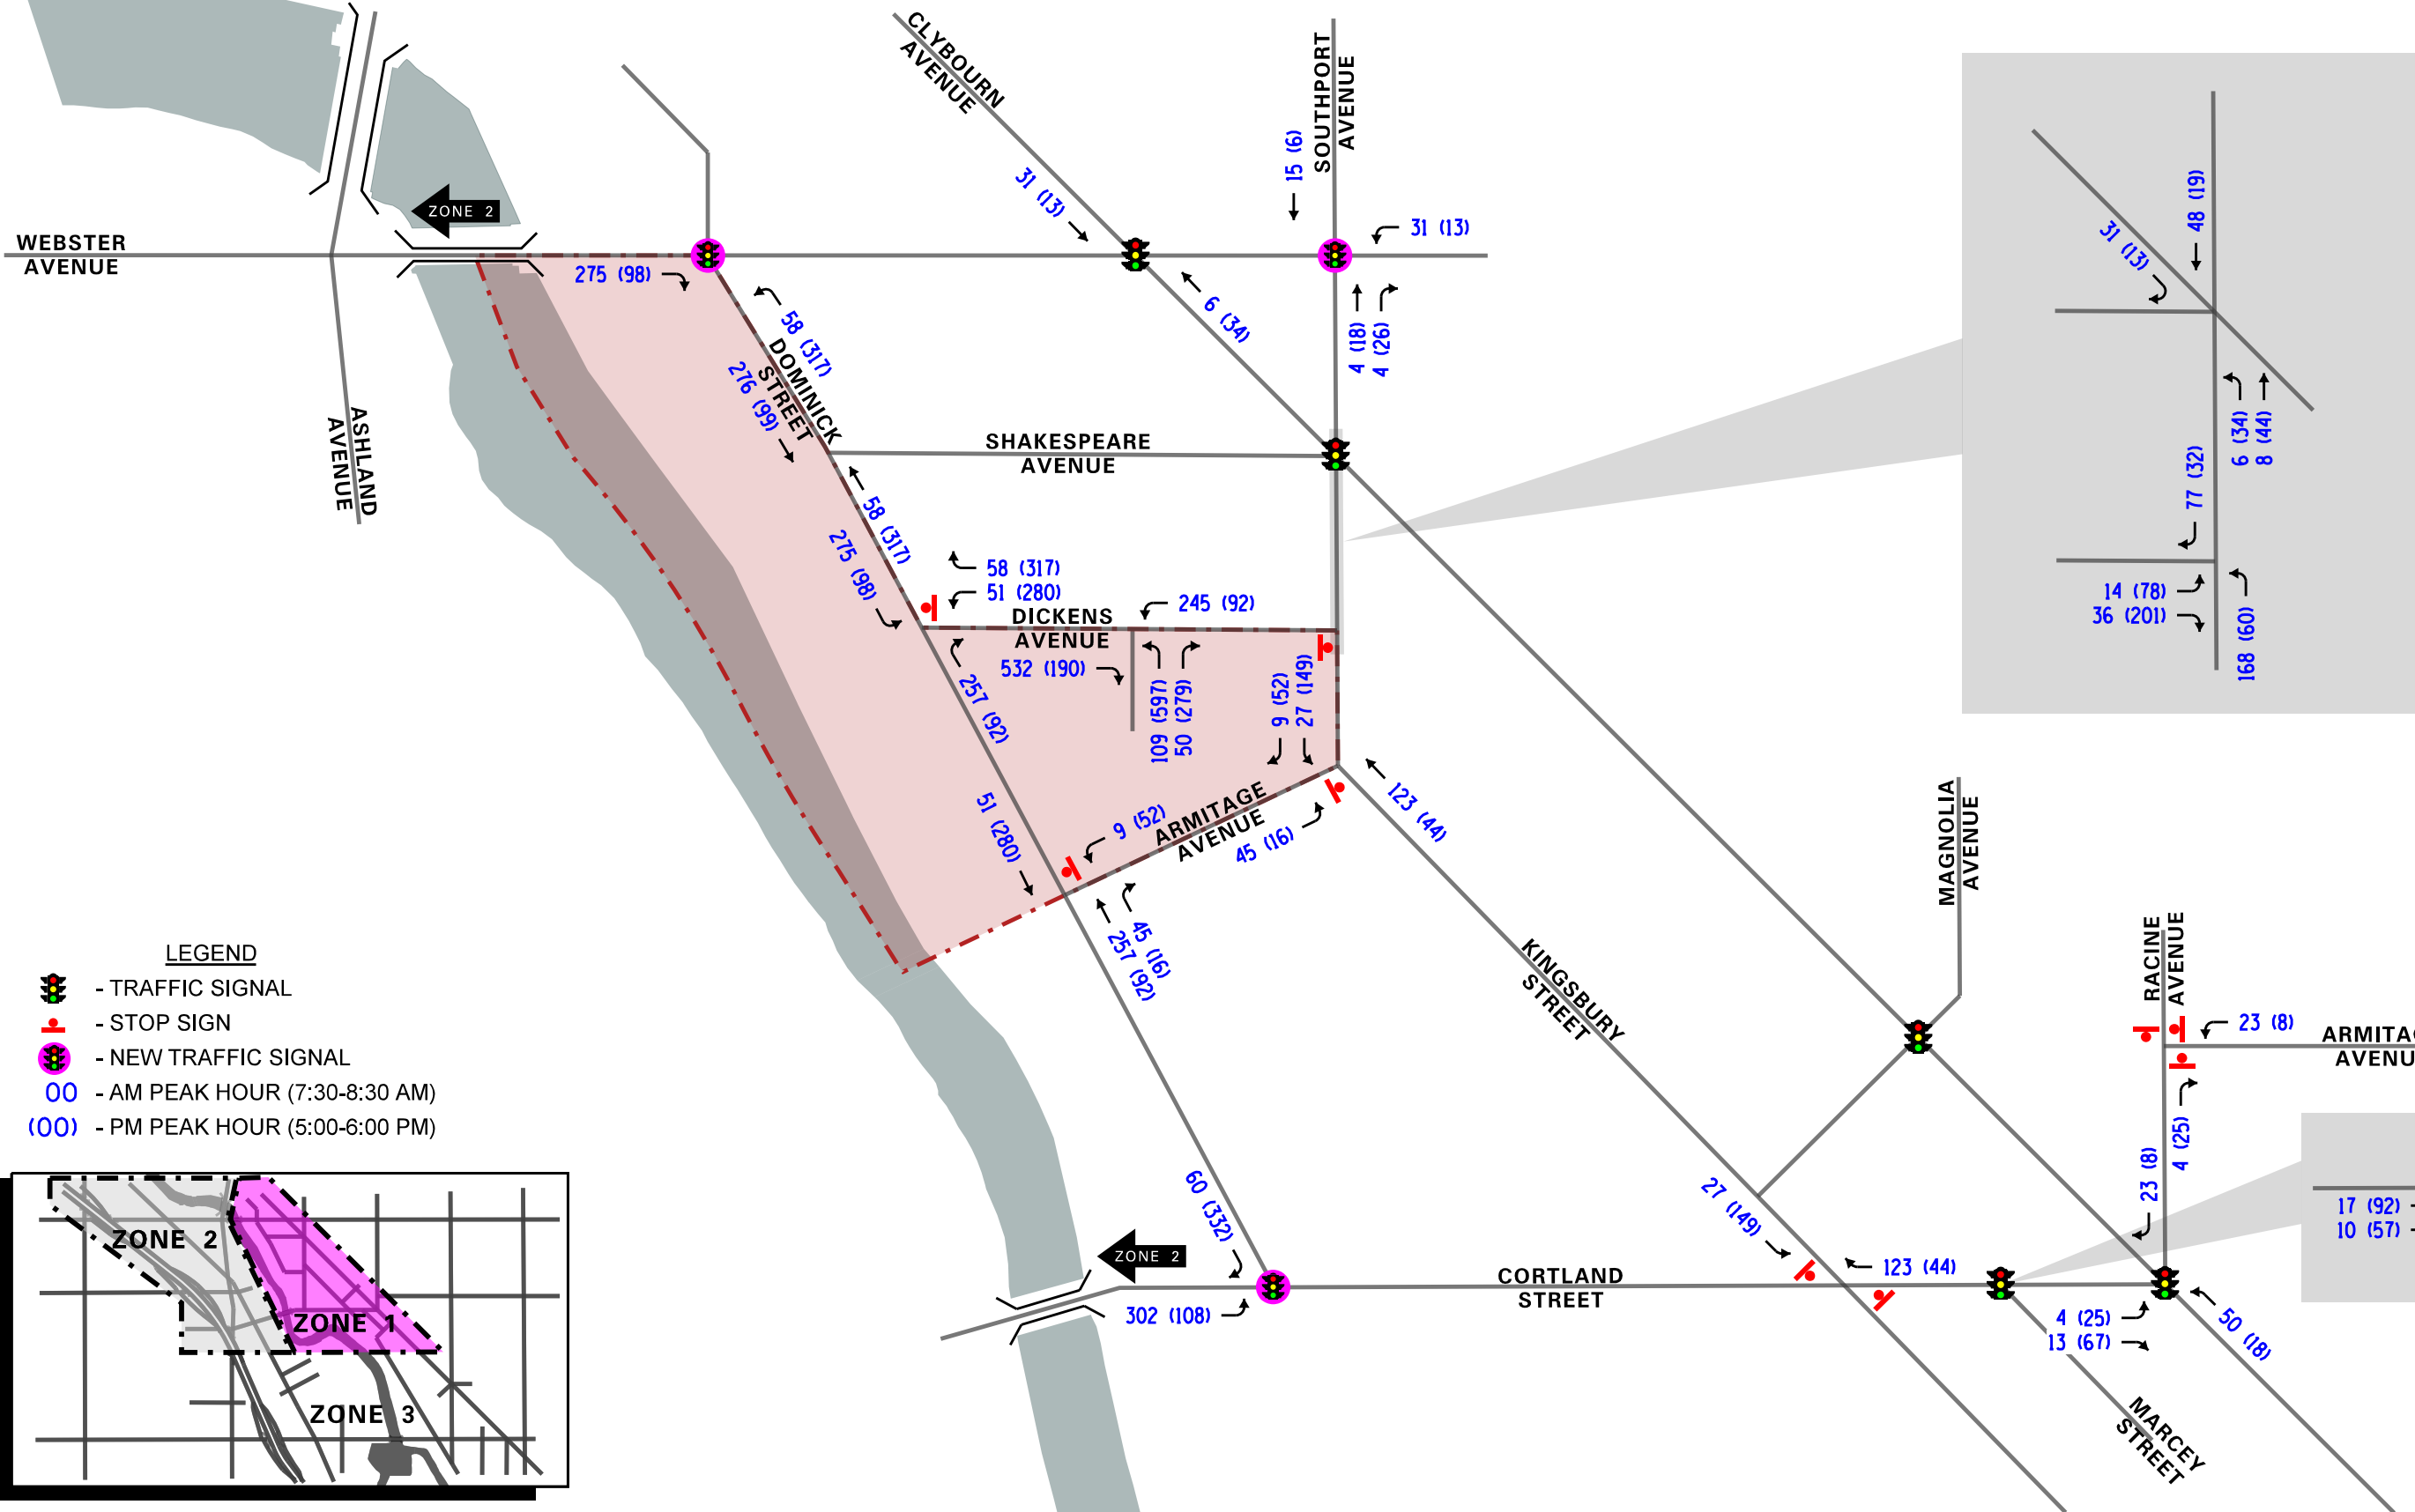 CLYBOURN
AVENUE
SOUTHPORT
AVENUE
15 (6)
31 (13)
ZONE 2
WEBSTER
AVENUE
275 (98)
31 (13)
58 (317)
6 (34)
4 (18)
4 (26)
DOMINICK
STREET
276 (99)
ASHLAND
AVENUE
SHAKESPEARE
AVENUE
58 (317)
275 (98)
58 (317)
51 (280)
DICKENS
AVENUE
245 (92)
532 (190)
109 (597)
50 (279)
9 (52)
27 (149)
257 (92)
51 (280)
9 (52)
ARMITAGE
AVENUE
45 (16)
123 (44)
45 (16)
257 (92)
48 (19)
31 (13)
6 (34)
8 (44)
77 (32)
14 (78)
36 (201)
168 (60)
MAGNOLIA
AVENUE
RACINE
AVENUE
23 (8)
ARMITAG
AVENU
4 (25)
23 (8)
KINGSBURY
STREET
27 (149)
60 (332)
ZONE 2
302 (108)
CORTLAND
STREET
123 (44)
17 (92)
10 (57)
4 (25)
13 (67)
50 (18)
MARCEY
STREET
LEGEND
- TRAFFIC SIGNAL
- STOP SIGN
- NEW TRAFFIC SIGNAL
00 - AM PEAK HOUR (7:30-8:30 AM)
(00) - PM PEAK HOUR (5:00-6:00 PM)
ZONE 2
ZONE 1
ZONE 3